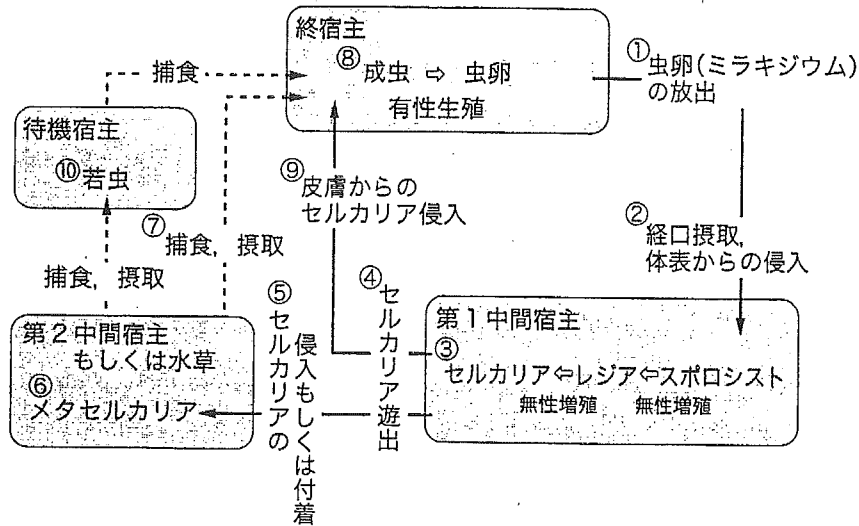 終宿主
⑧成虫 ⇨ 虫卵
有性生殖
①虫卵(ミラキジウム)
の放出
捕食
待機宿主
⑩若虫
⑨皮膚からの
セルカリア侵入
②経口摂取,
体表からの侵入
⑦捕食, 摂取
捕食, 摂取
第2中間宿主
もしくは水草
⑥メタセルカリア
⑤セルカリアの
侵入もしくは付着
④セルカリア遊出
第1中間宿主
③
セルカリア⇦レジア⇦スポロシスト
無性増殖 無性増殖